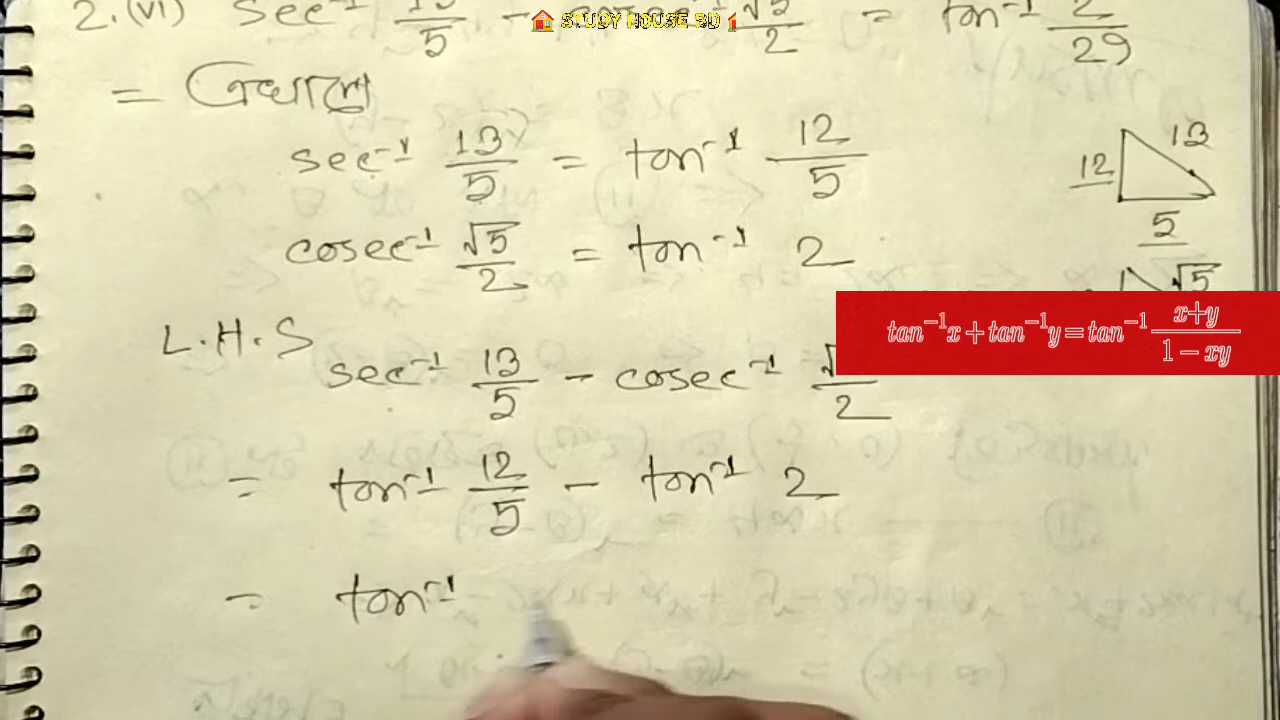 🏠 STUDY HOUSE BD 🏠
2.(vi) sec⁻¹ 13/5 - cosec⁻¹ √5/2 = tan⁻¹ 2/29
= এখানে
sec⁻¹ 13/5 = tan⁻¹ 12/5
12 13 5
cosec⁻¹ √5/2 = tan⁻¹ 2
√5
tan⁻¹x + tan⁻¹y = tan⁻¹ (x+y)/(1 - xy)
L.H.S
sec⁻¹ 13/5 - cosec⁻¹ √ /2
= tan⁻¹ 12/5 - tan⁻¹ 2
= tan⁻¹